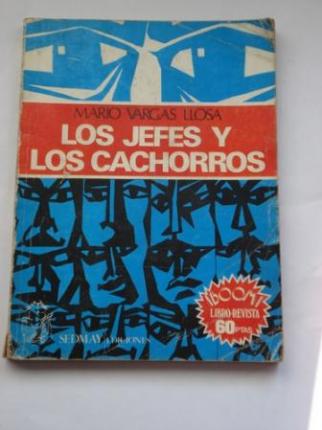 MARIO VARGAS LLOSA
LOS JEFES Y
LOS CACHORROS
¡BOOM!
LIBRO-REVISTA
60 PTAS
SEDMAY EDICIONES